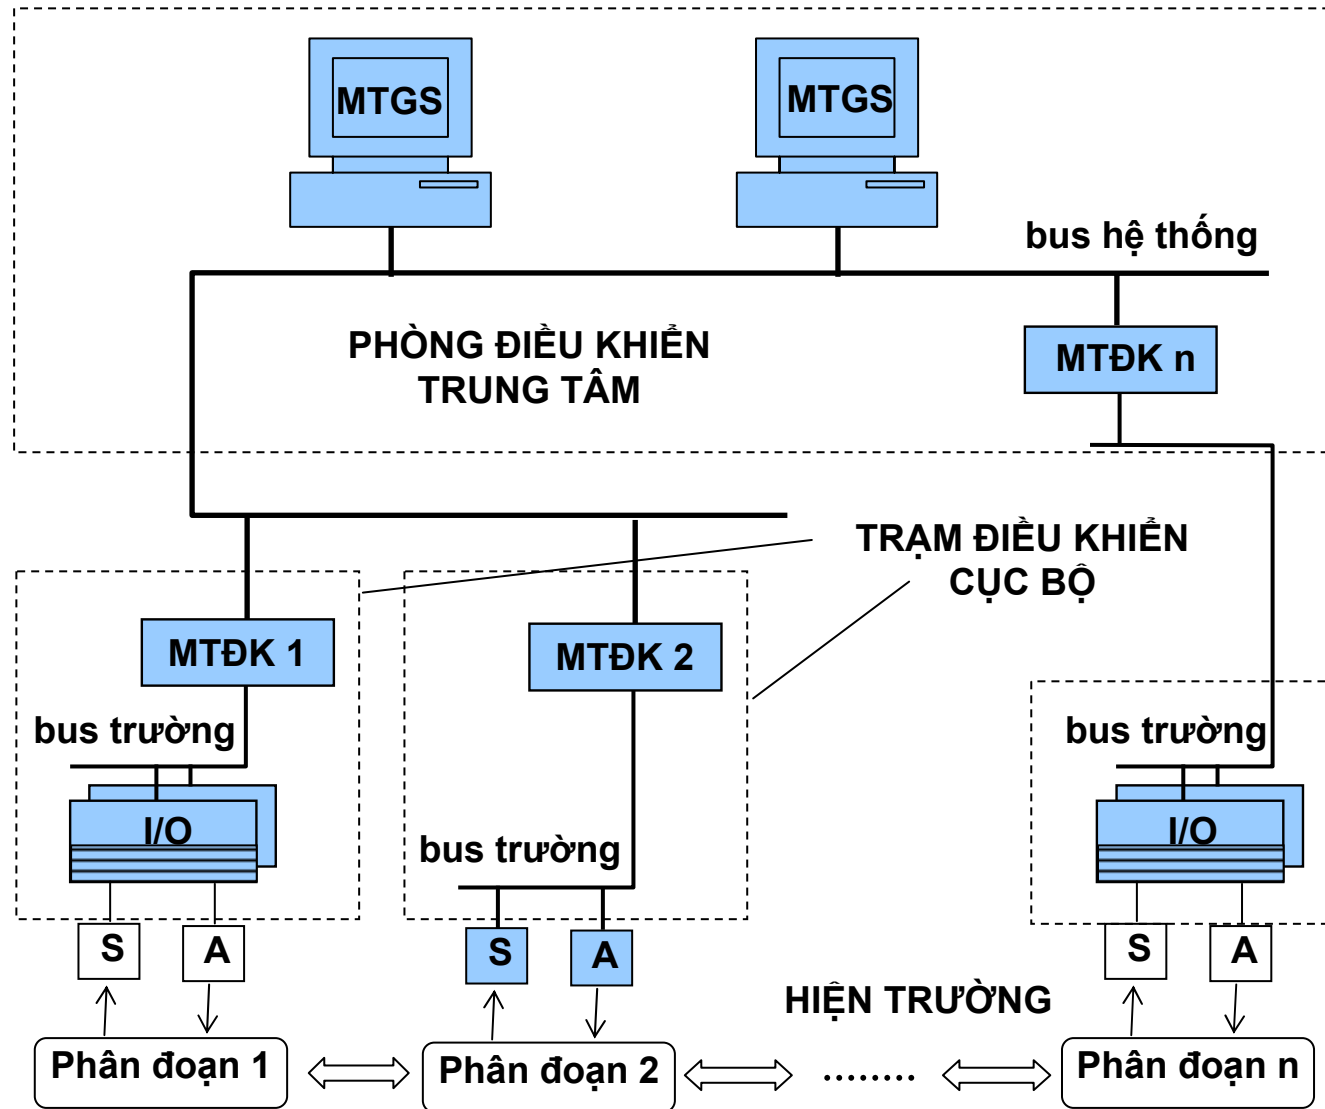 MTGS
MTGS
bus hệ thống
PHÒNG ĐIỀU KHIỂN
TRUNG TÂM
MTĐK n
TRẠM ĐIỀU KHIỂN
CỤC BỘ
MTĐK 1
MTĐK 2
bus trường
bus trường
I/O
I/O
bus trường
S
A
S
A
S
A
HIỆN TRƯỜNG
Phân đoạn 1
Phân đoạn 2
........
Phân đoạn n